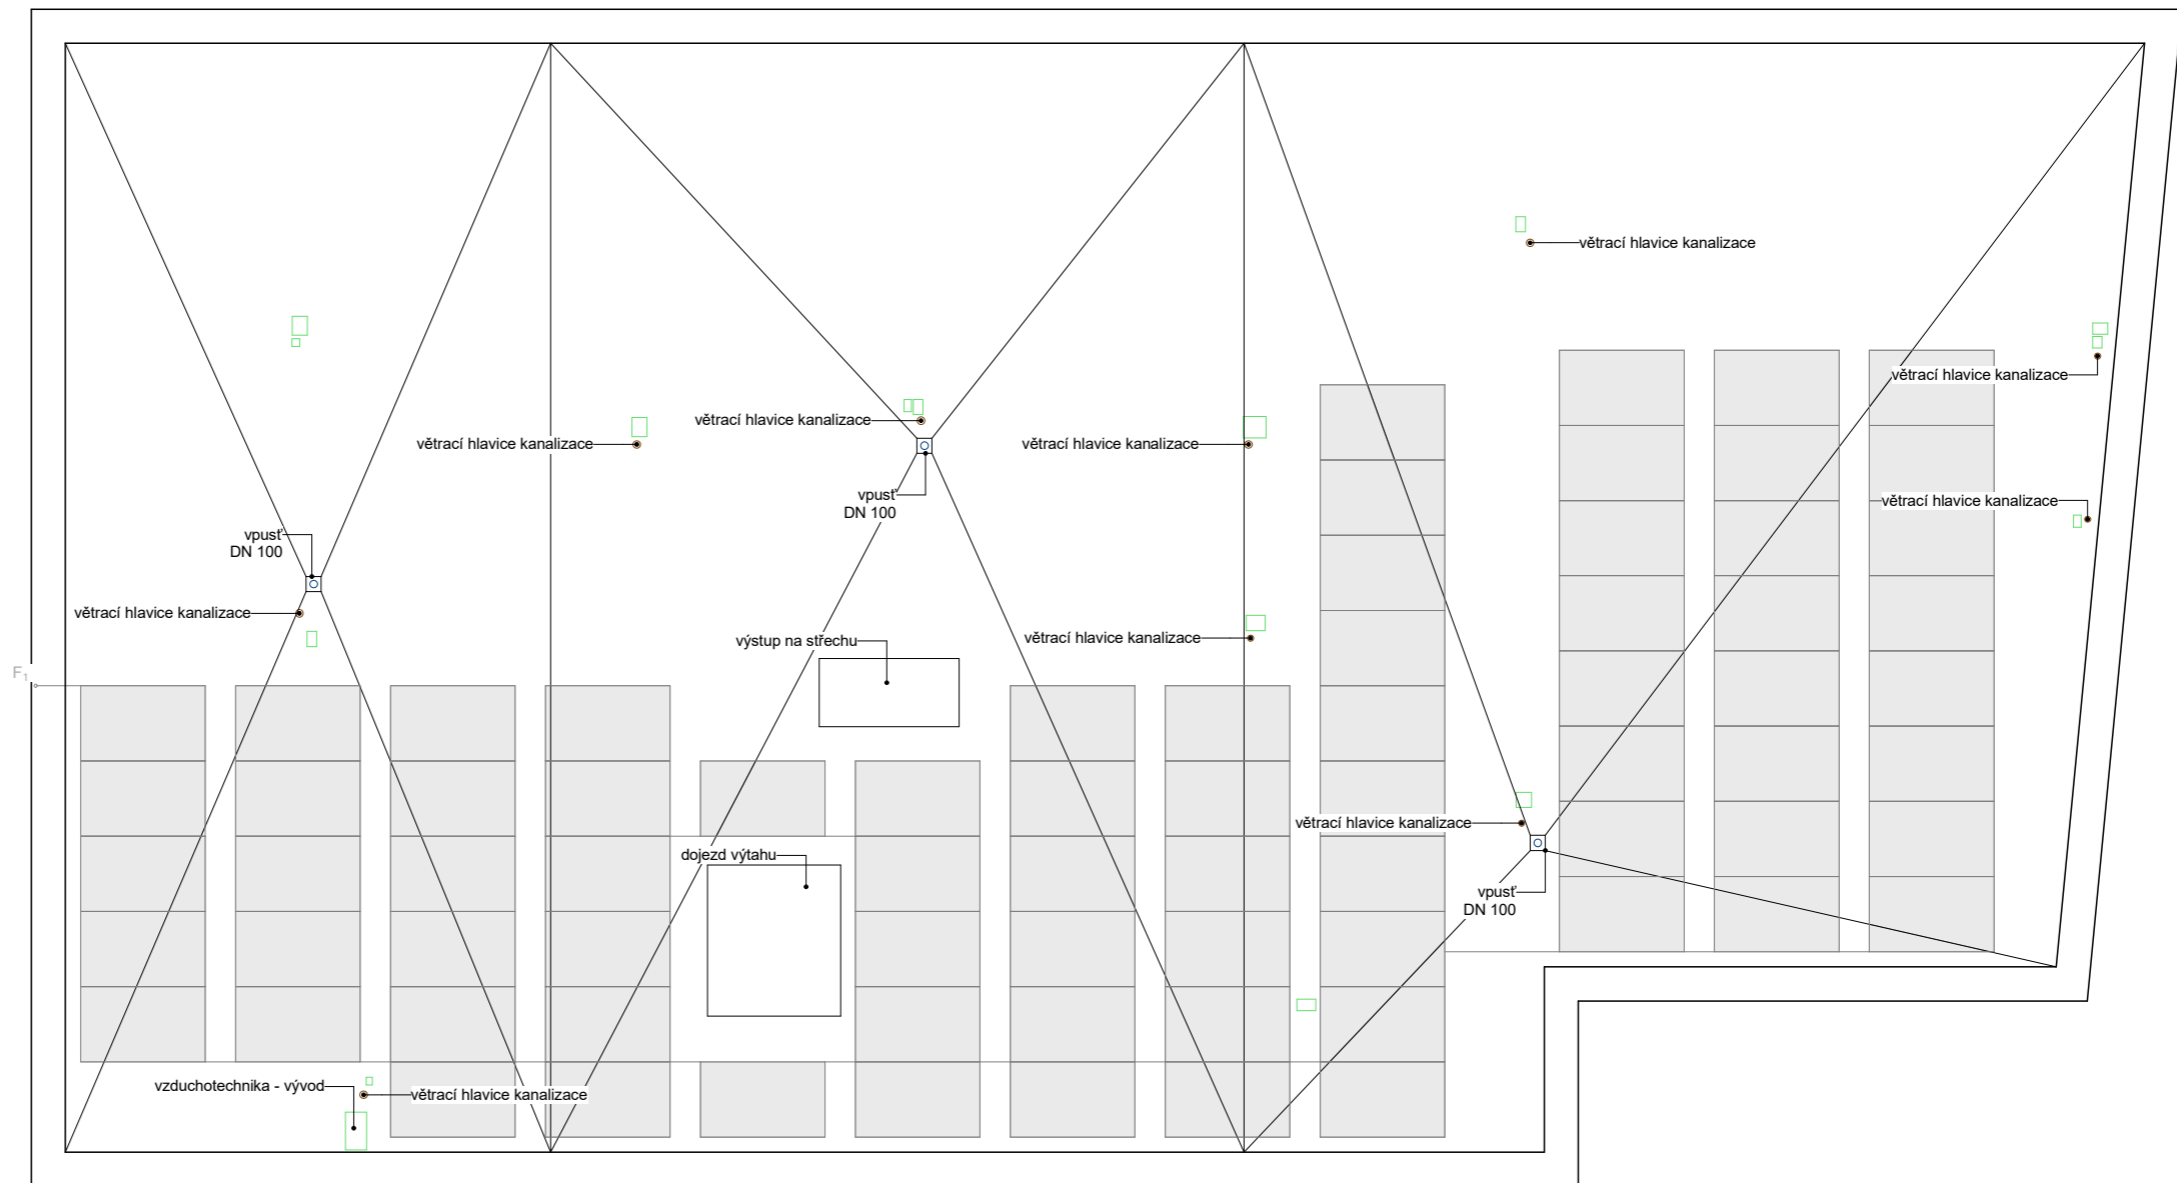 větrací hlavice kanalizace
větrací hlavice kanalizace
větrací hlavice kanalizace
větrací hlavice kanalizace
větrací hlavice kanalizace
vpusť
DN 100
větrací hlavice kanalizace
vpusť
DN 100
větrací hlavice kanalizace
výstup na střechu
větrací hlavice kanalizace
F1
větrací hlavice kanalizace
dojezd výtahu
vpusť
DN 100
vzduchotechnika - vývod
větrací hlavice kanalizace